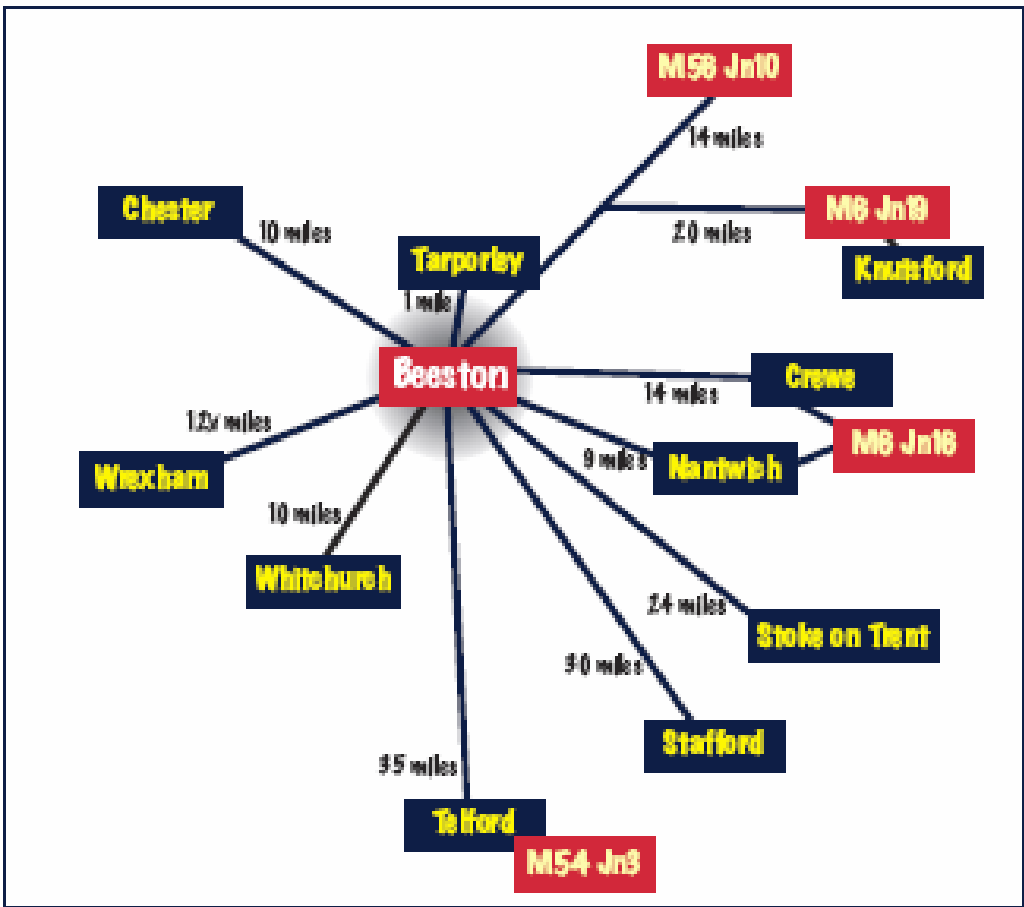 M56 Jn10
14 miles
Chester
M6 Jn19
10 miles
20 miles
Tarporley
Knutsford
1 mile
Beeston
Crewe
14 miles
miles
M6 Jn16
9 miles
Nantwich
Wrexham
10 miles
Whitchurch
24 miles
Stoke on Trent
30 miles
Stafford
35 miles
Telford
M54 Jn3